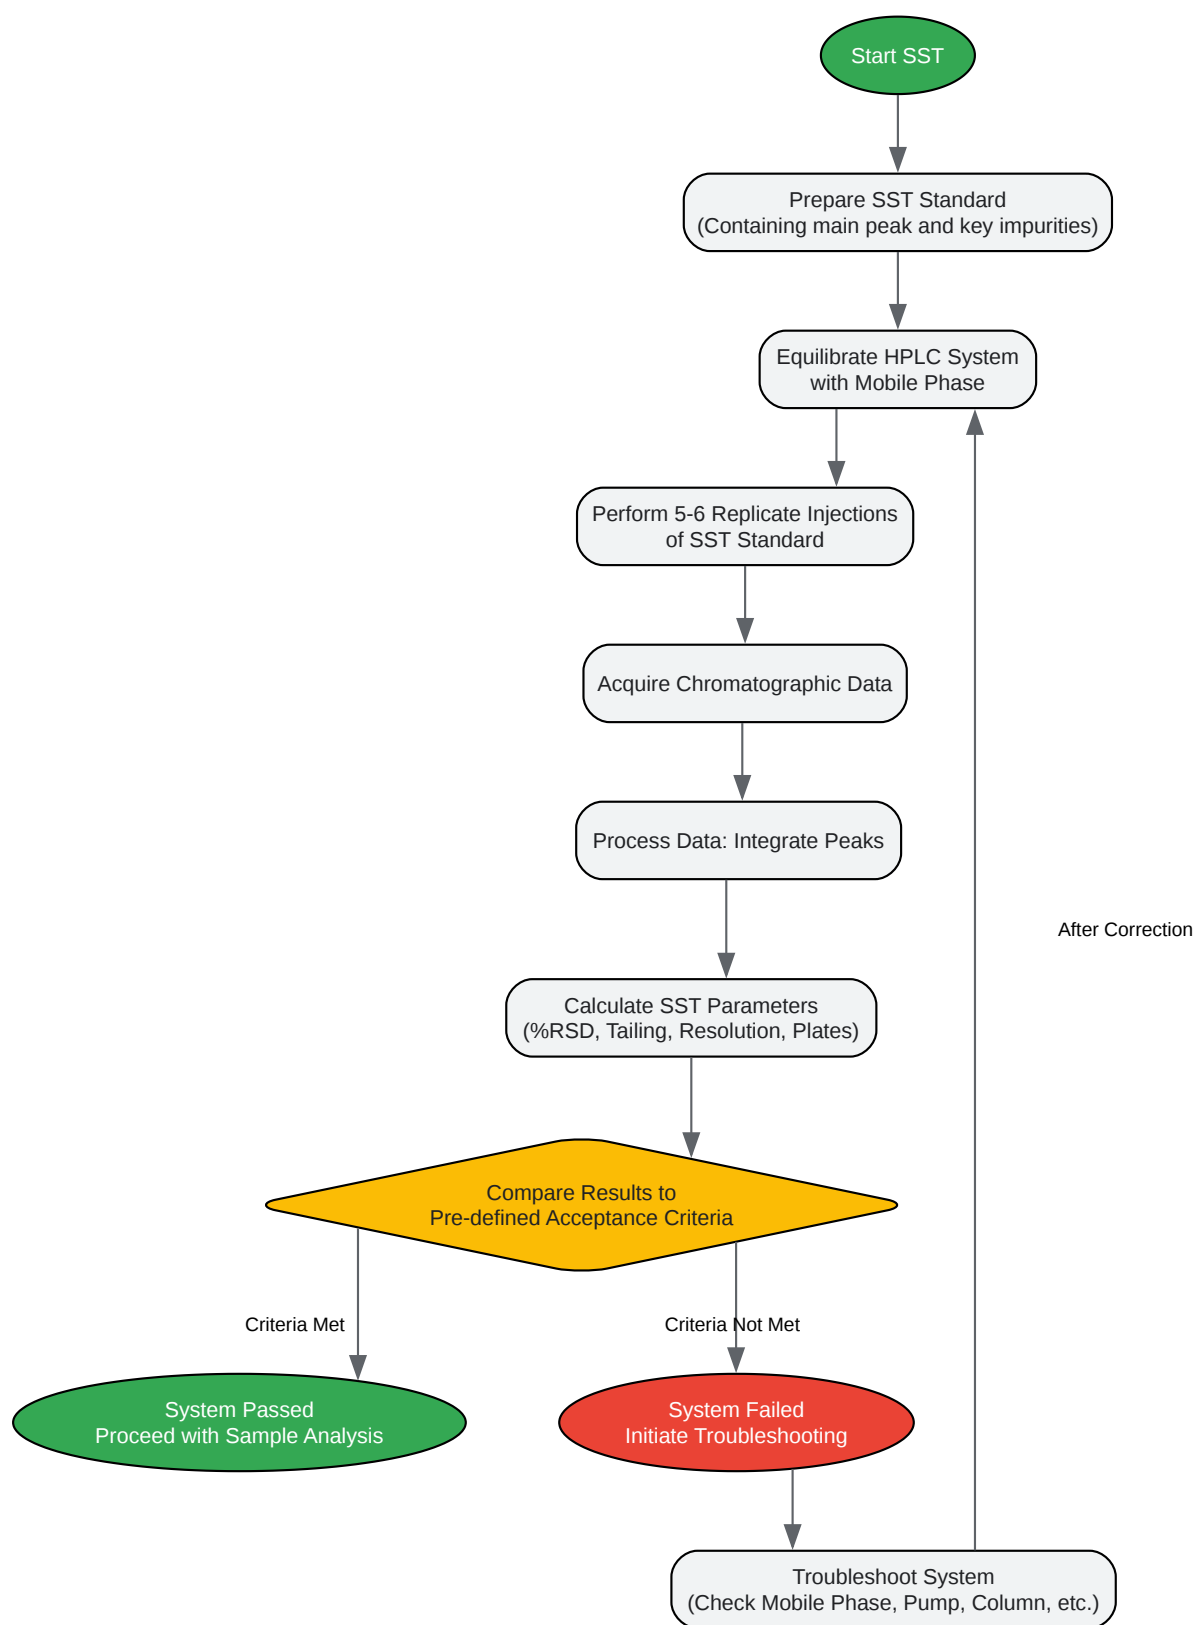 Start SST
Prepare SST Standard
(Containing main peak and key impurities)
Equilibrate HPLC System
with Mobile Phase
Perform 5-6 Replicate Injections
of SST Standard
Acquire Chromatographic Data
Process Data: Integrate Peaks
After Correction
Calculate SST Parameters
(%RSD, Tailing, Resolution, Plates)
Compare Results to
Pre-defined Acceptance Criteria
Criteria Met
Criteria Not Met
System Passed
Proceed with Sample Analysis
System Failed
Initiate Troubleshooting
Troubleshoot System
(Check Mobile Phase, Pump, Column, etc.)